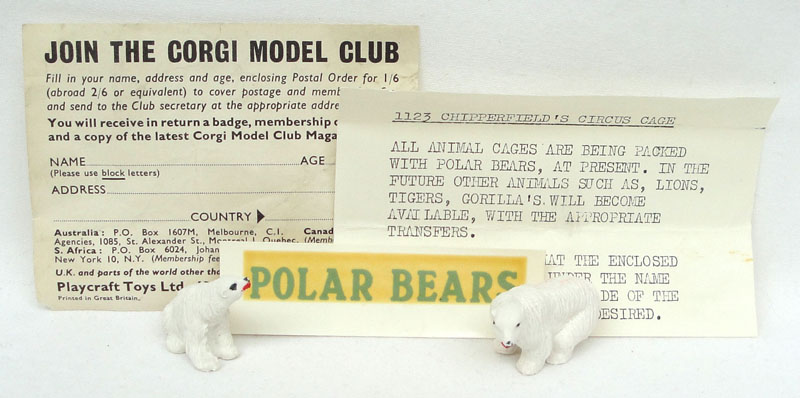 JOIN THE CORGI MODEL CLUB
Fill in your name, address and age, enclosing Postal Order for 1/6
(abroad 2/6 or equivalent) to cover postage and
and send to the Club secretary at the appropriate
You will receive in return a badge, membership
and a copy of the latest Corgi Model Club
NAME AGE
(Please use block letters)
ADDRESS
COUNTRY
Australia: P.O. Box 1607M, Melbourne, C.I.
Agencies, 1085, St. Alexander St., Montreal 1, Quebec.
S. Africa: P.O. Box 6024,
New York 10, N.Y. (Membership
U.K. and parts of the world other
Playcraft Toys Ltd.
Printed in Great Britain.
1123 CHIPPERFIELD'S CIRCUS CAGE
ALL ANIMAL CAGES ARE BEING PACKED
WITH POLAR BEARS, AT PRESENT. IN THE
FUTURE OTHER ANIMALS SUCH AS, LIONS,
TIGERS, GORILLA'S.WILL BECOME
AVAILABLE, WITH THE APPROPRIATE
TRANSFERS.
THE ENCLOSED
UNDER THE NAME
OF THE
DESIRED.
POLAR BEARS